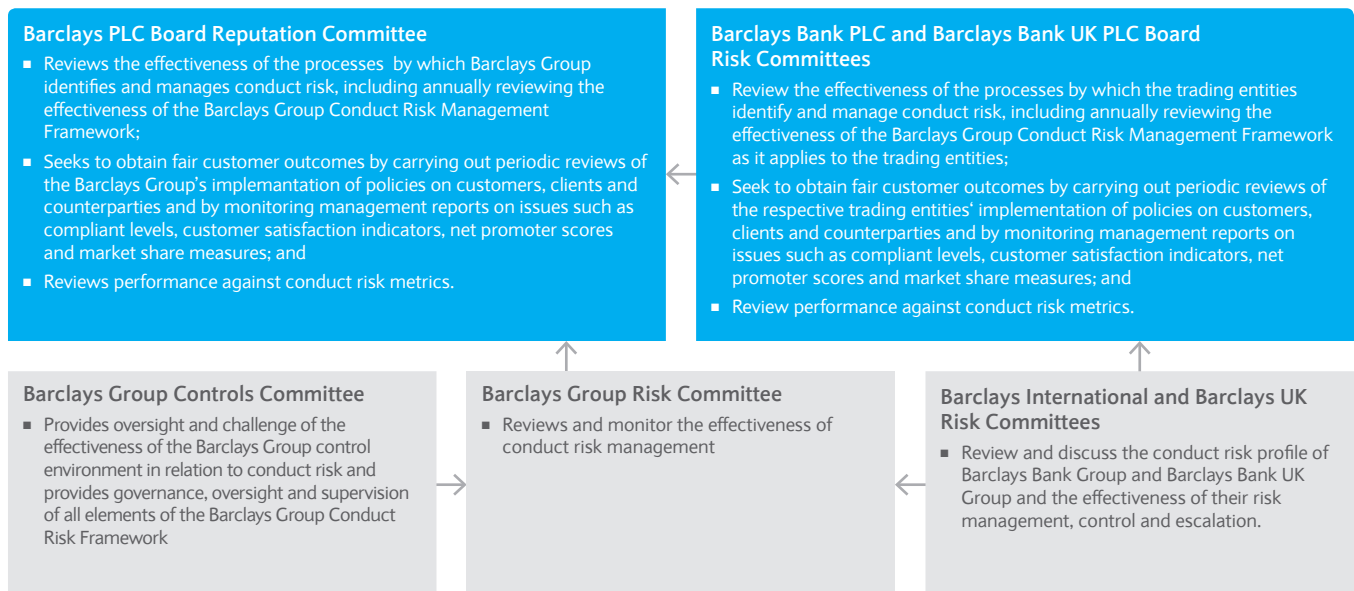 Barclays PLC Board Reputation Committee
■ Reviews the effectiveness of the processes by which Barclays Group
identifies and manages conduct risk, including annually reviewing the
effectiveness of the Barclays Group Conduct Risk Management
Framework;
■ Seeks to obtain fair customer outcomes by carrying out periodic reviews of
the Barclays Group's implemantation of policies on customers, clients and
counterparties and by monitoring management reports on issues such as
compliant levels, customer satisfaction indicators, net promoter scores
and market share measures; and
■ Reviews performance against conduct risk metrics.
Barclays Bank PLC and Barclays Bank UK PLC Board
Risk Committees
■ Review the effectiveness of the processes by which the trading entities
identify and manage conduct risk, including annually reviewing the
effectiveness of the Barclays Group Conduct Risk Management Framework
as it applies to the trading entities;
■ Seek to obtain fair customer outcomes by carrying out periodic reviews of
the respective trading entities‘ implementation of policies on customers,
clients and counterparties and by monitoring management reports on
issues such as compliant levels, customer satisfaction indicators, net
promoter scores and market share measures; and
■ Review performance against conduct risk metrics.
Barclays Group Controls Committee
■ Provides oversight and challenge of the
effectiveness of the Barclays Group control
environment in relation to conduct risk and
provides governance, oversight and supervision
of all elements of the Barclays Group Conduct
Risk Framework
Barclays Group Risk Committee
■ Reviews and monitor the effectiveness of
conduct risk management
Barclays International and Barclays UK
Risk Committees
■ Review and discuss the conduct risk profile of
Barclays Bank Group and Barclays Bank UK
Group and the effectiveness of their risk
management, control and escalation.